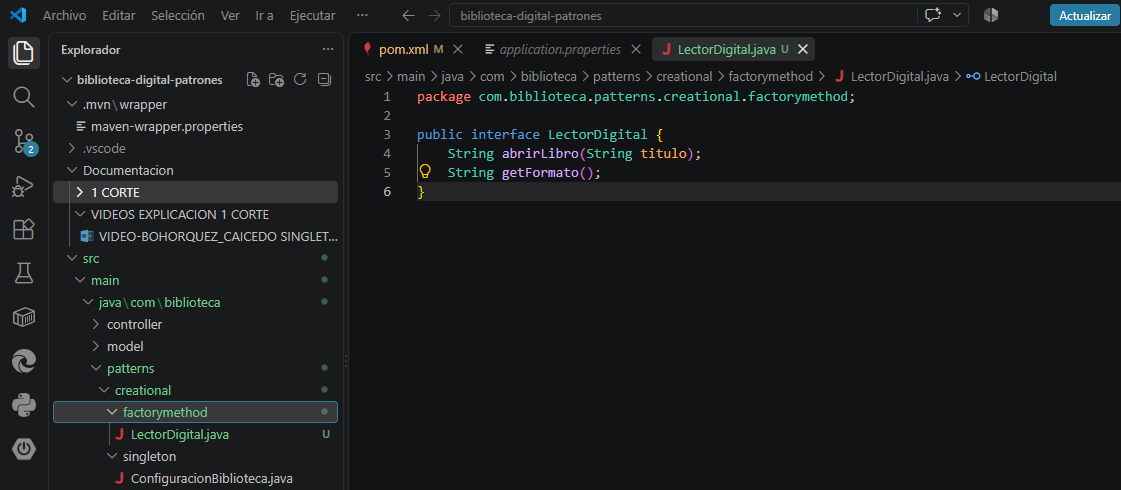 Archivo Editar Selección Ver Ir a Ejecutar ··· biblioteca-digital-patrones Actualizar
Explorador ···
biblioteca-digital-patrones
.mvn\wrapper
maven-wrapper.properties
.vscode
Documentacion
1 CORTE
VIDEOS EXPLICACION 1 CORTE
VIDEO-BOHORQUEZ_CAICEDO SINGLET...
src
main
java\com\biblioteca
controller
model
patterns
creational
factorymethod
LectorDigital.java U
singleton
ConfiguracionBiblioteca.java
2
pom.xml M application.properties LectorDigital.java U
src > main > java > com > biblioteca > patterns > creational > factorymethod > LectorDigital.java > LectorDigital
1 package com.biblioteca.patterns.creational.factorymethod;
2
3 public interface LectorDigital {
4 String abrirLibro(String titulo);
5 String getFormato();
6 }